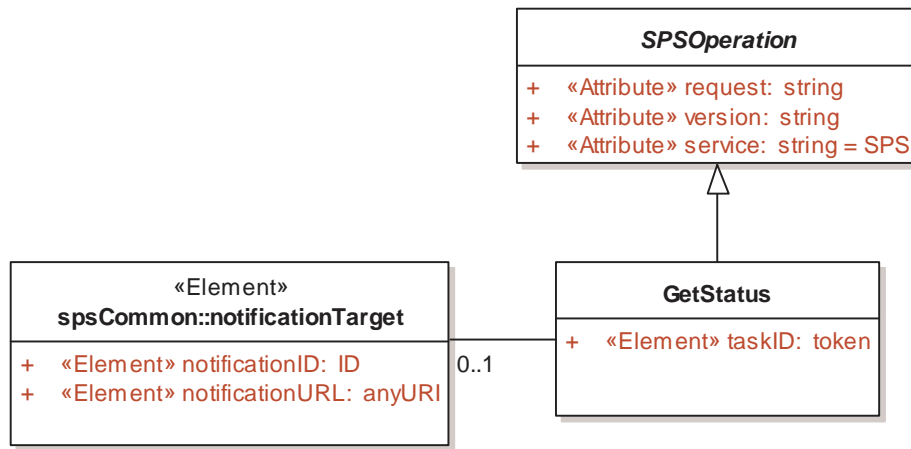 SPSOperation
+ «Attribute» request: string
+ «Attribute» version: string
+ «Attribute» service: string = SPS
«Element»
spsCommon::notificationTarget
+ «Element» notificationID: ID
+ «Element» notificationURL: anyURI
0..1
GetStatus
+ «Element» taskID: token